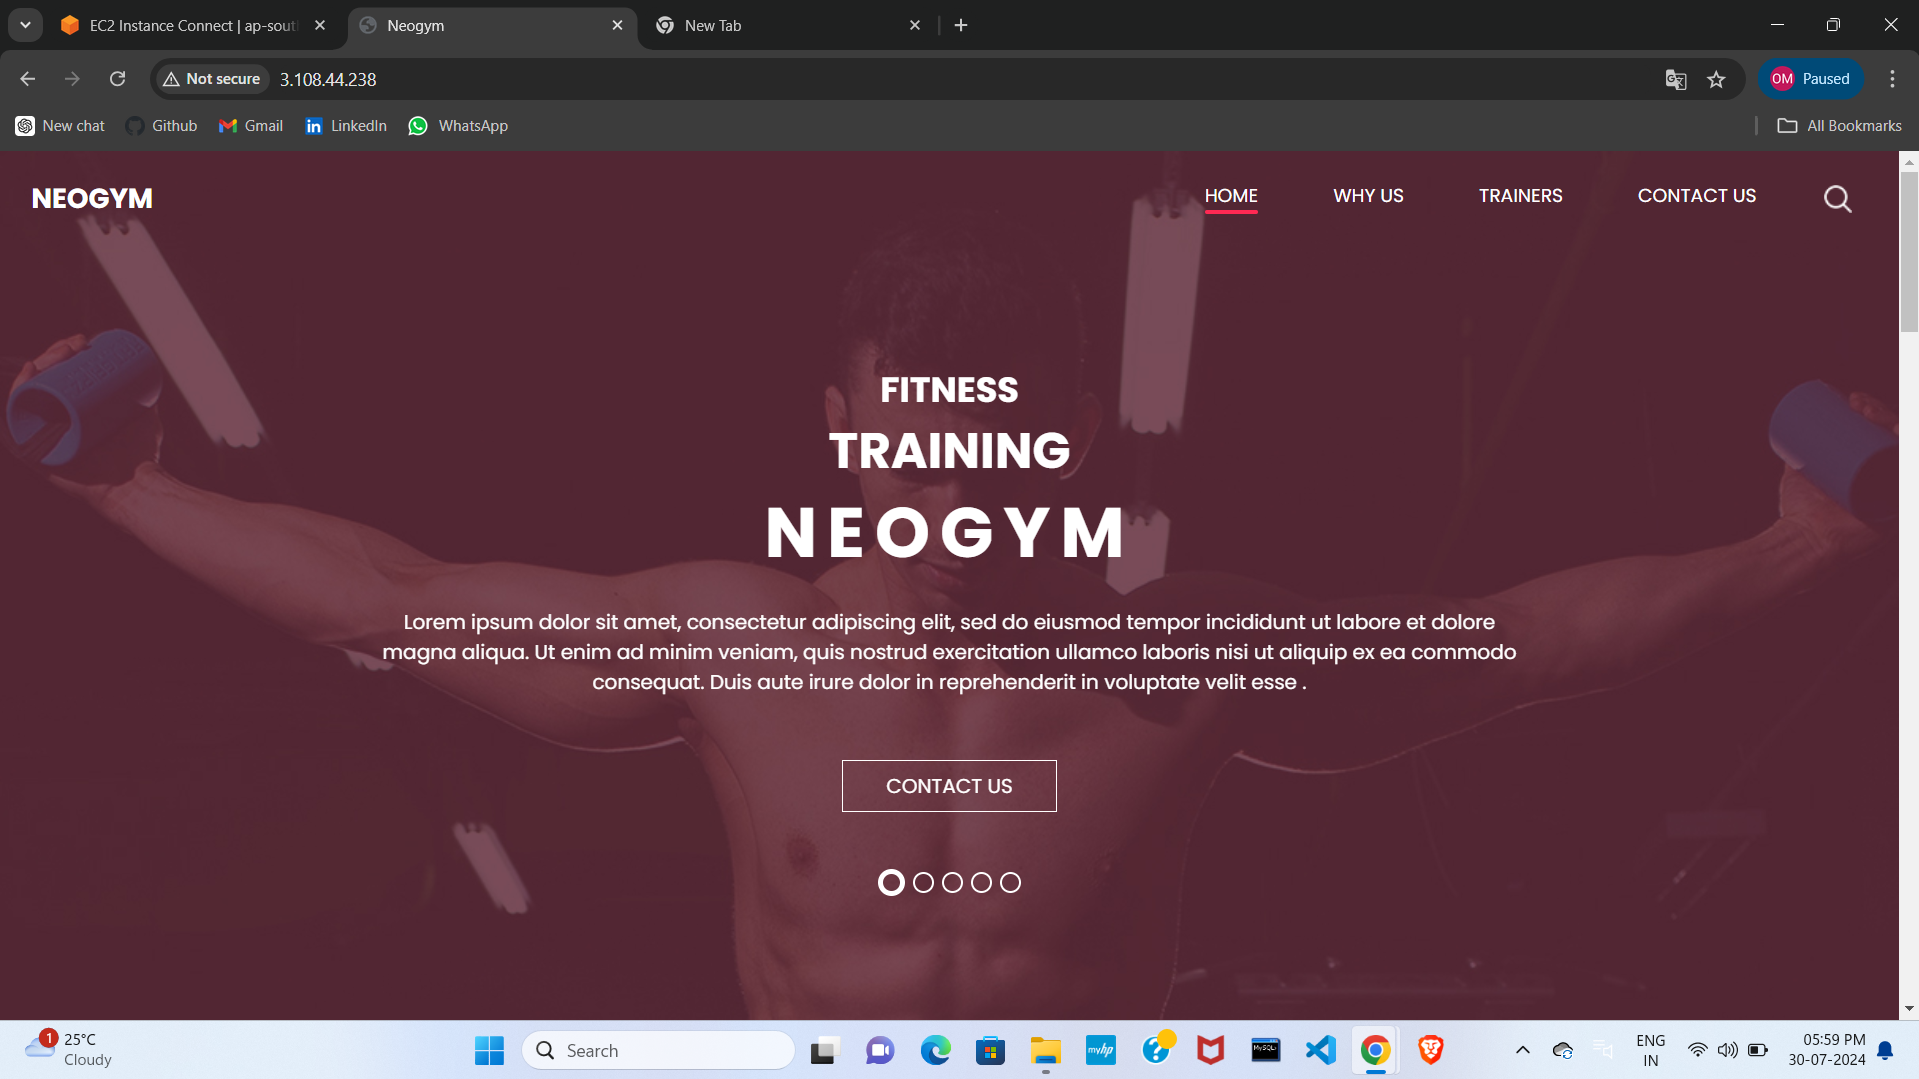 EC2 Instance Connect | ap-sout
Neogym
New Tab
Not secure
3.108.44.238
OM
Paused
New chat
Github
Gmail
LinkedIn
WhatsApp
All Bookmarks
NEOGYM
HOME
WHY US
TRAINERS
CONTACT US
FITNESS
TRAINING
NEOGYM
Lorem ipsum dolor sit amet, consectetur adipiscing elit, sed do eiusmod tempor incididunt ut labore et dolore
magna aliqua. Ut enim ad minim veniam, quis nostrud exercitation ullamco laboris nisi ut aliquip ex ea commodo
consequat. Duis aute irure dolor in reprehenderit in voluptate velit esse .
CONTACT US
1
25°C
Cloudy
Search
myhp
MySQL
ENG
IN
05:59 PM
30-07-2024